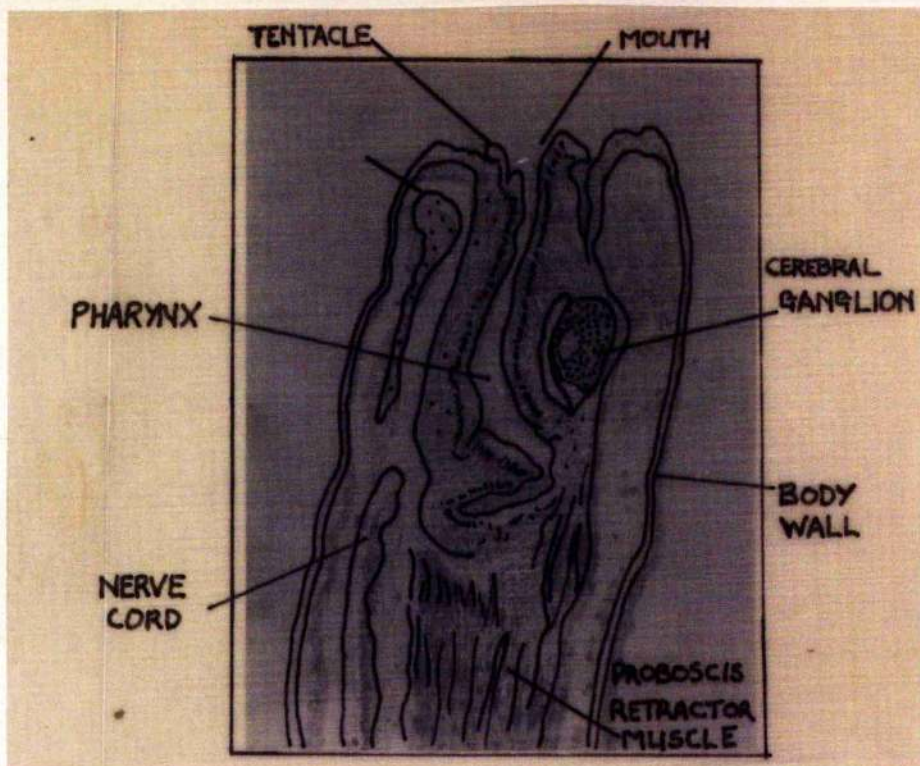 TENTACLE
MOUTH
CEREBRAL
GANGLION
PHARYNX
BODY
WALL
NERVE
CORD
PROBOSCIS
RETRACTOR
MUSCLE